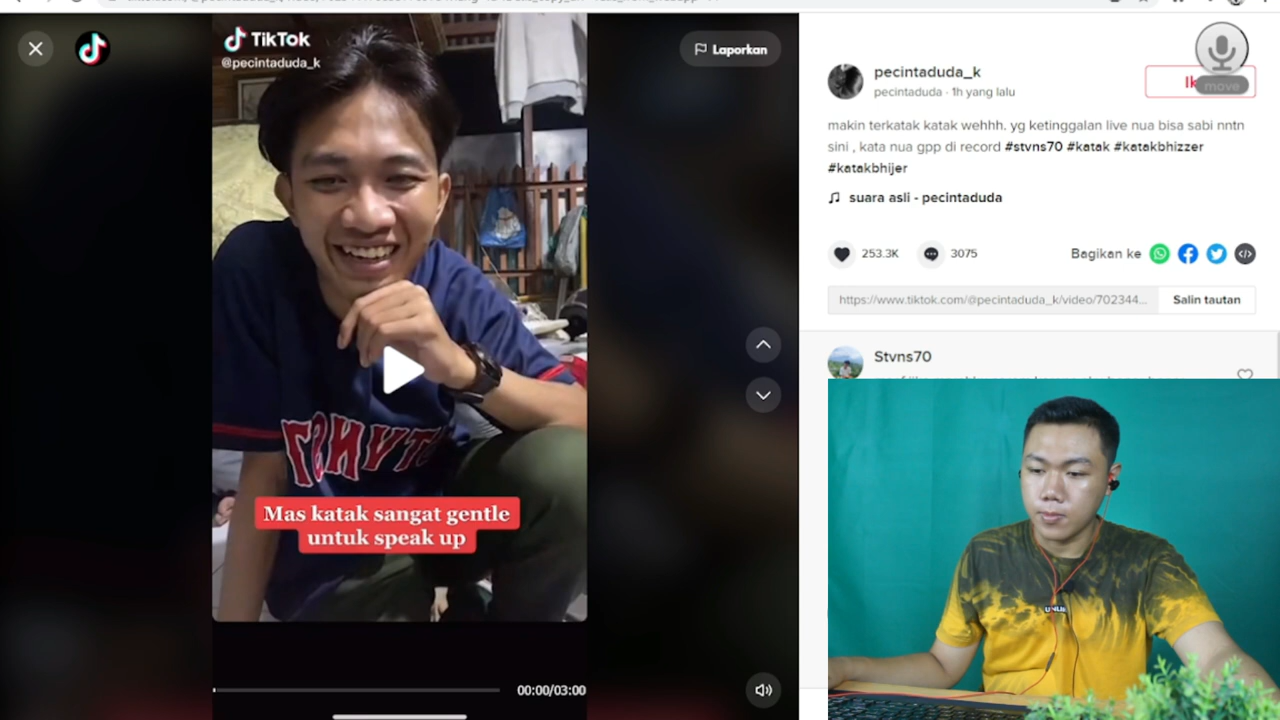 TikTok
@pecintaduda_k
Laporkan
Mas katak sangat gentle
untuk speak up
00:00/03:00
move
pecintaduda_k
pecintaduda · 1h yang lalu
makin terkatak katak wehhh. yg ketinggalan live nua bisa sabi nntn
sini , kata nua gpp di record #stvns70 #katak #katakbhizzer
#katakbhijer
suara asli - pecintaduda
253.3K
3075
Bagikan ke
https://www.tiktok.com/@pecintaduda_k/video/702344...
Salin tautan
Stvns70